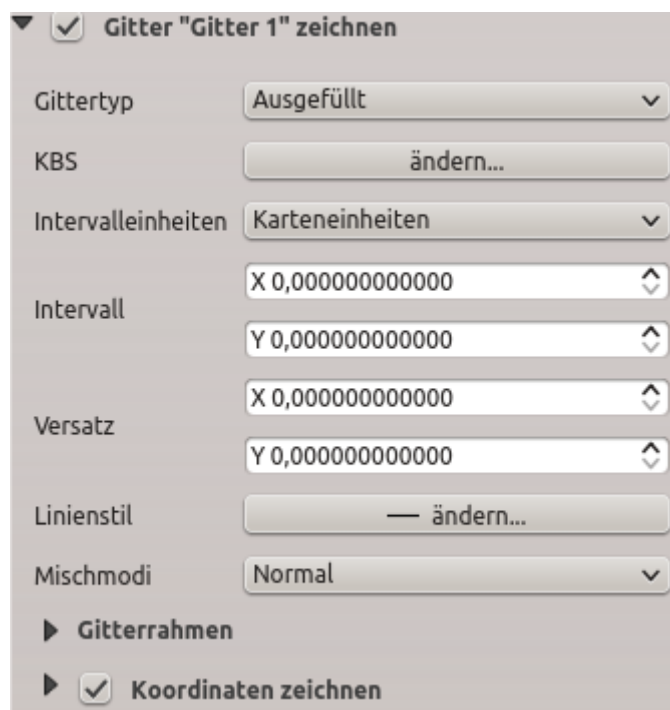 Gitter "Gitter 1" zeichnen
Gittertyp Ausgefüllt
KBS ändern...
Intervalleinheiten Karteneinheiten
Intervall
X 0,000000000000
Y 0,000000000000
Versatz
X 0,000000000000
Y 0,000000000000
Linienstil ändern...
Mischmodi Normal
Gitterrahmen
Koordinaten zeichnen